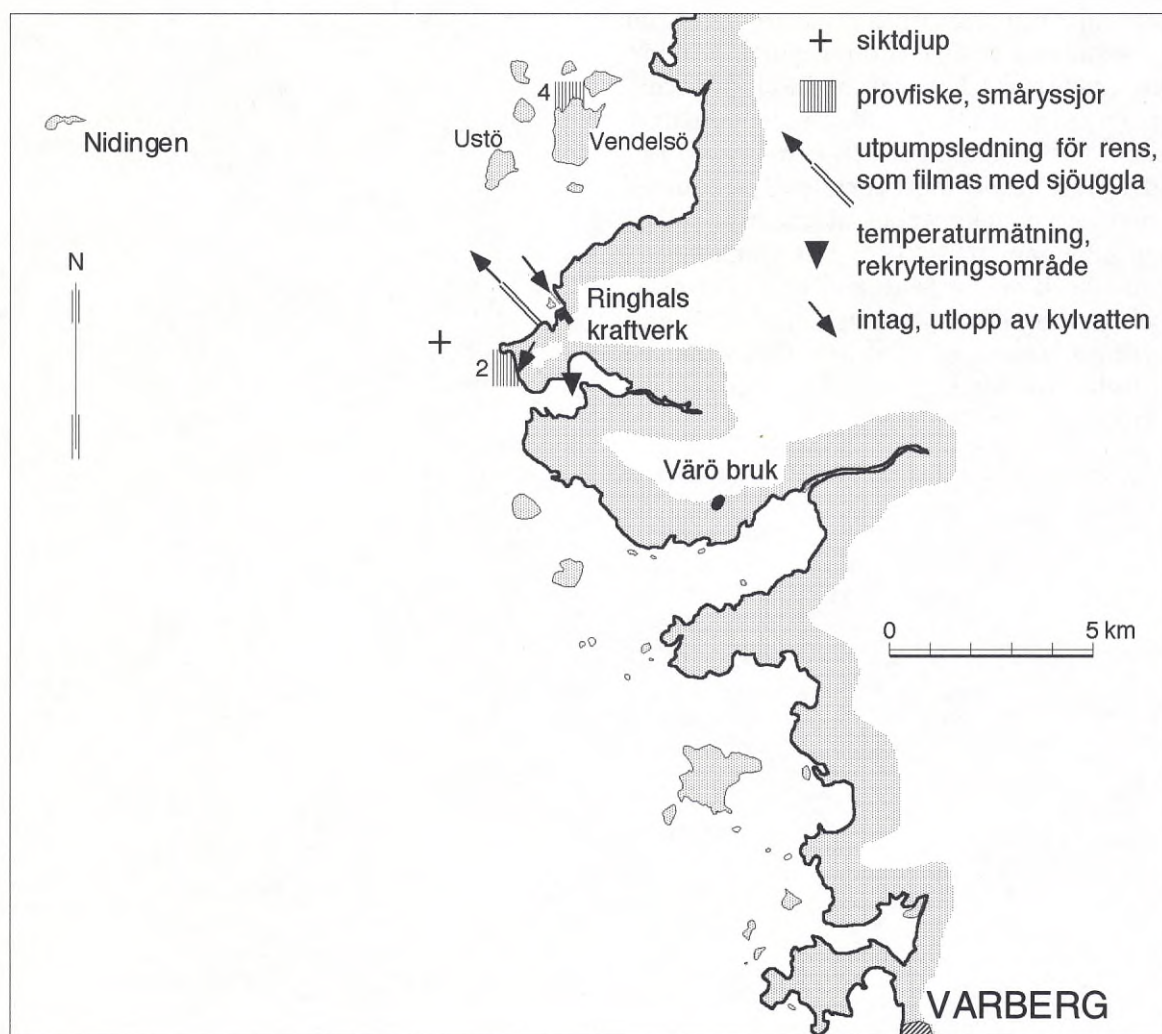 + siktdjup
provfiske, småryssjor
utpumpsledning för rens,
som filmas med sjöuggla
temperaturmätning,
rekryteringsområde
intag, utlopp av kylvatten
4
Nidingen
Ustö
Vendelsö
N
Ringhals
kraftverk
+
2
Värö bruk
0 5 km
VARBERG